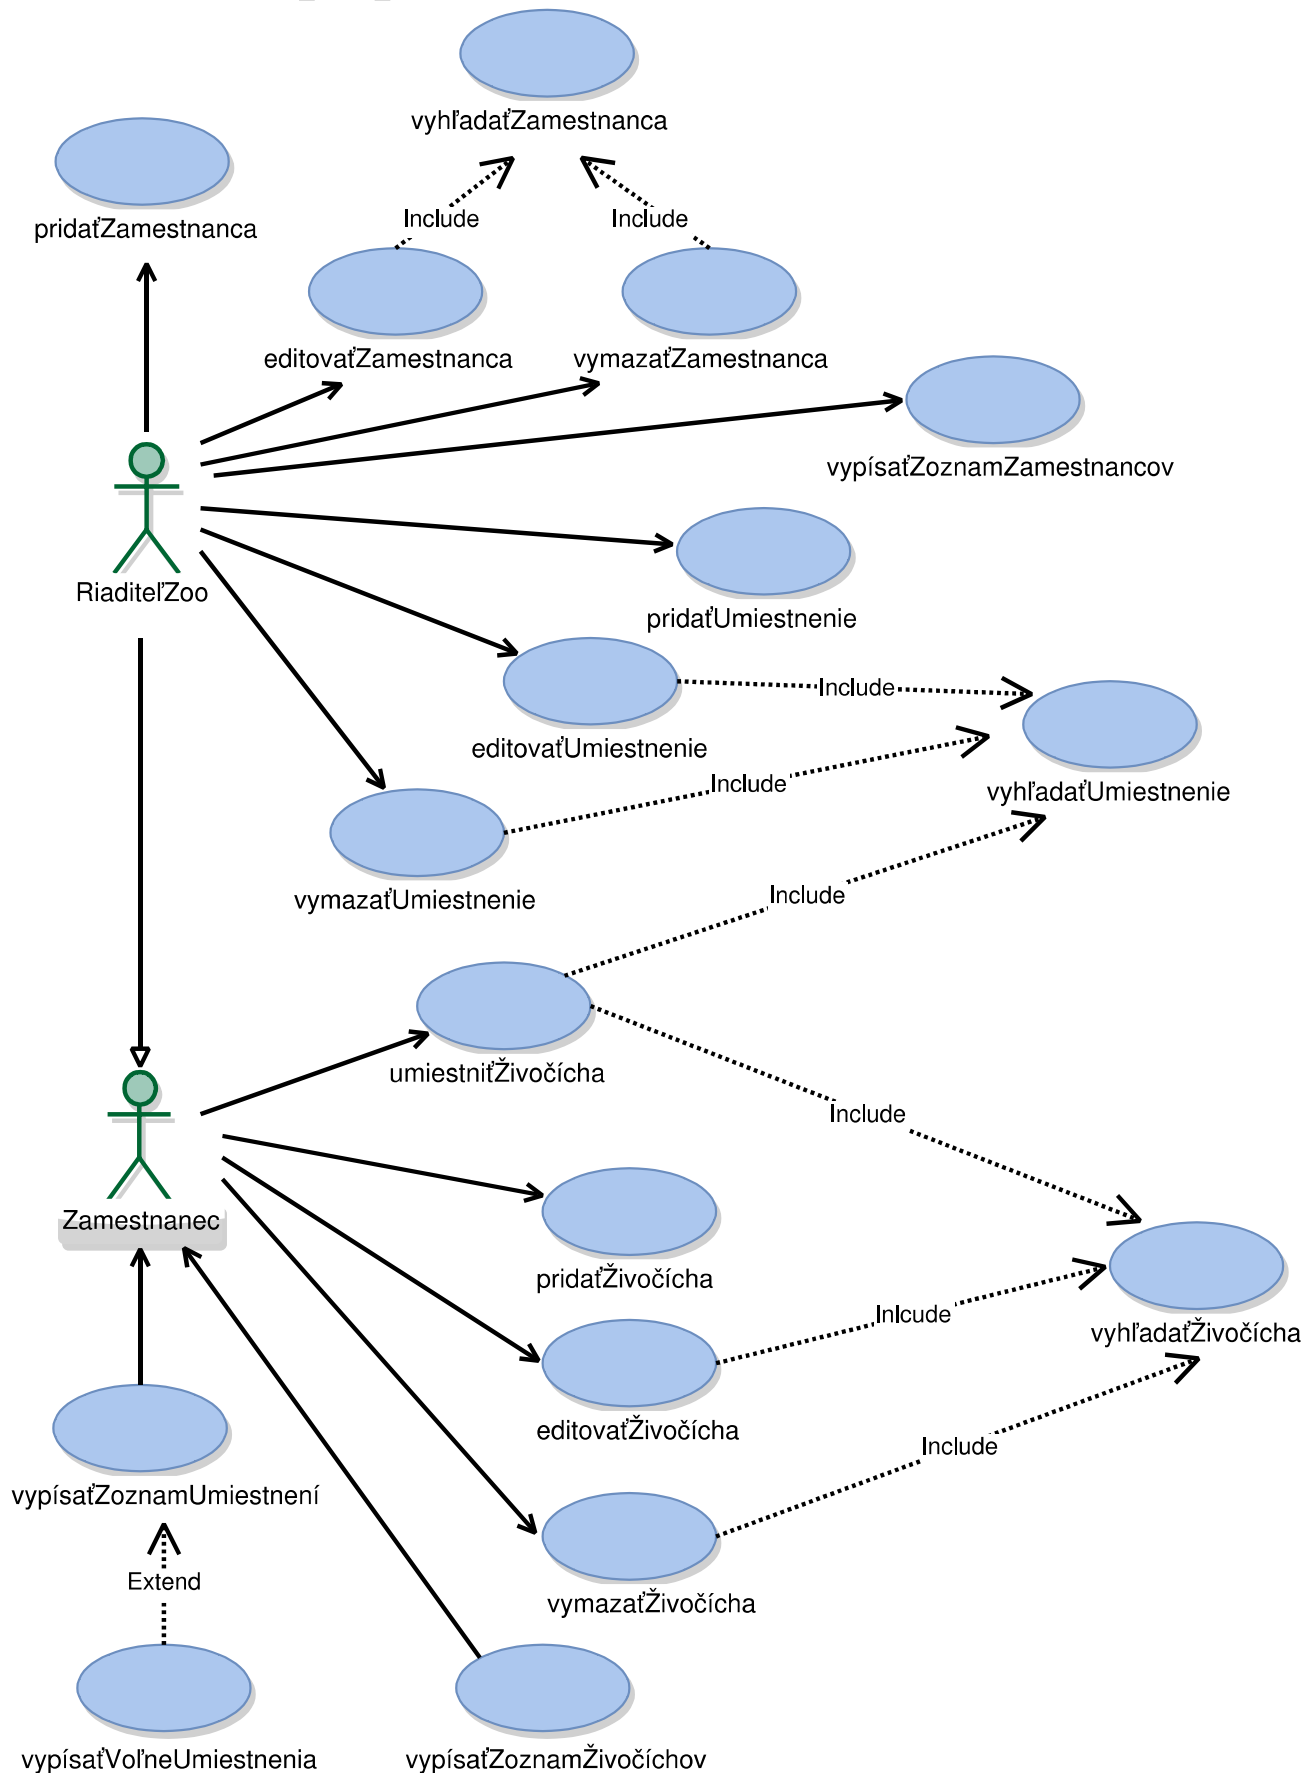 vyhľadaťZamestnanca
pridaťZamestnanca
Include
Include
editovaťZamestnanca
vymazaťZamestnanca
vypísaťZoznamZamestnancov
RiaditeľZoo
pridaťUmiestnenie
Include
editovaťUmiestnenie
Include
vyhľadaťUmiestnenie
vymazaťUmiestnenie
Include
umiestniťŽivočícha
Include
Zamestnanec
pridaťŽivočícha
Inlcude
vyhľadaťŽivočícha
editovaťŽivočícha
Include
vypísaťZoznamUmiestnení
Extend
vymazaťŽivočícha
vypísaťVoľneUmiestnenia
vypísaťZoznamŽivočíchov